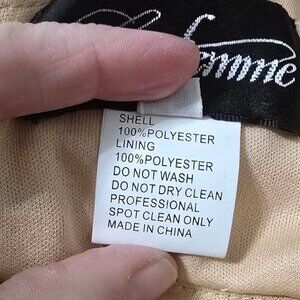 SHELL
100%POLYESTER
LINING
100%POLYESTER
DO NOT WASH
DO NOT DRY CLEAN
PROFESSIONAL
SPOT CLEAN ONLY
MADE IN CHINA